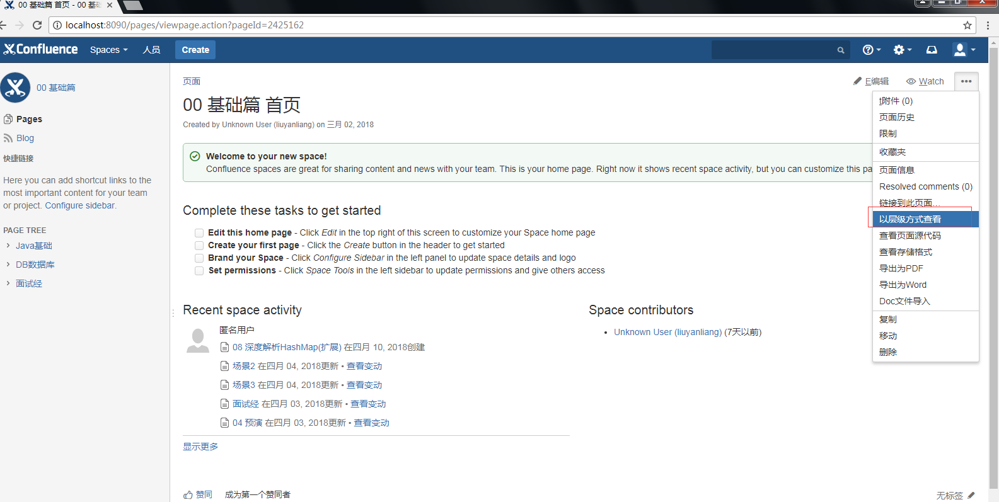 00 基础篇 首页 - 00 基础
localhost:8090/pages/viewpage.action?pageId=2425162
Confluence Spaces 人员 Create
00 基础篇
Pages
Blog
快捷链接
Here you can add shortcut links to the
most important content for your team
or project. Configure sidebar.
PAGE TREE
Java基础
DB数据库
面试经
页面
E编辑 Watch
00 基础篇 首页
Created by Unknown User (liuyanliang) on 三月 02, 2018
Welcome to your new space!
Confluence spaces are great for sharing content and news with your team. This is your home page. Right now it shows recent space activity, but you can customize this pa
Complete these tasks to get started
Edit this home page - Click Edit in the top right of this screen to customize your Space home page
Create your first page - Click the Create button in the header to get started
Brand your Space - Click Configure Sidebar in the left panel to update space details and logo
Set permissions - Click Space Tools in the left sidebar to update permissions and give others access
Recent space activity
匿名用户
08 深度解析HashMap(扩展) 在四月 10, 2018创建
场景2 在四月 04, 2018更新 • 查看变动
场景3 在四月 04, 2018更新 • 查看变动
面试经 在四月 03, 2018更新 • 查看变动
04 预演 在四月 03, 2018更新 • 查看变动
显示更多
Space contributors
Unknown User (liuyanliang) (7天以前)
t附件 (0)
页面历史
限制
收藏夹
页面信息
Resolved comments (0)
链接到此页面...
以层级方式查看
查看页面源代码
查看存储格式
导出为PDF
导出为Word
Doc文件导入
复制
移动
删除
赞同 成为第一个赞同者
无标签